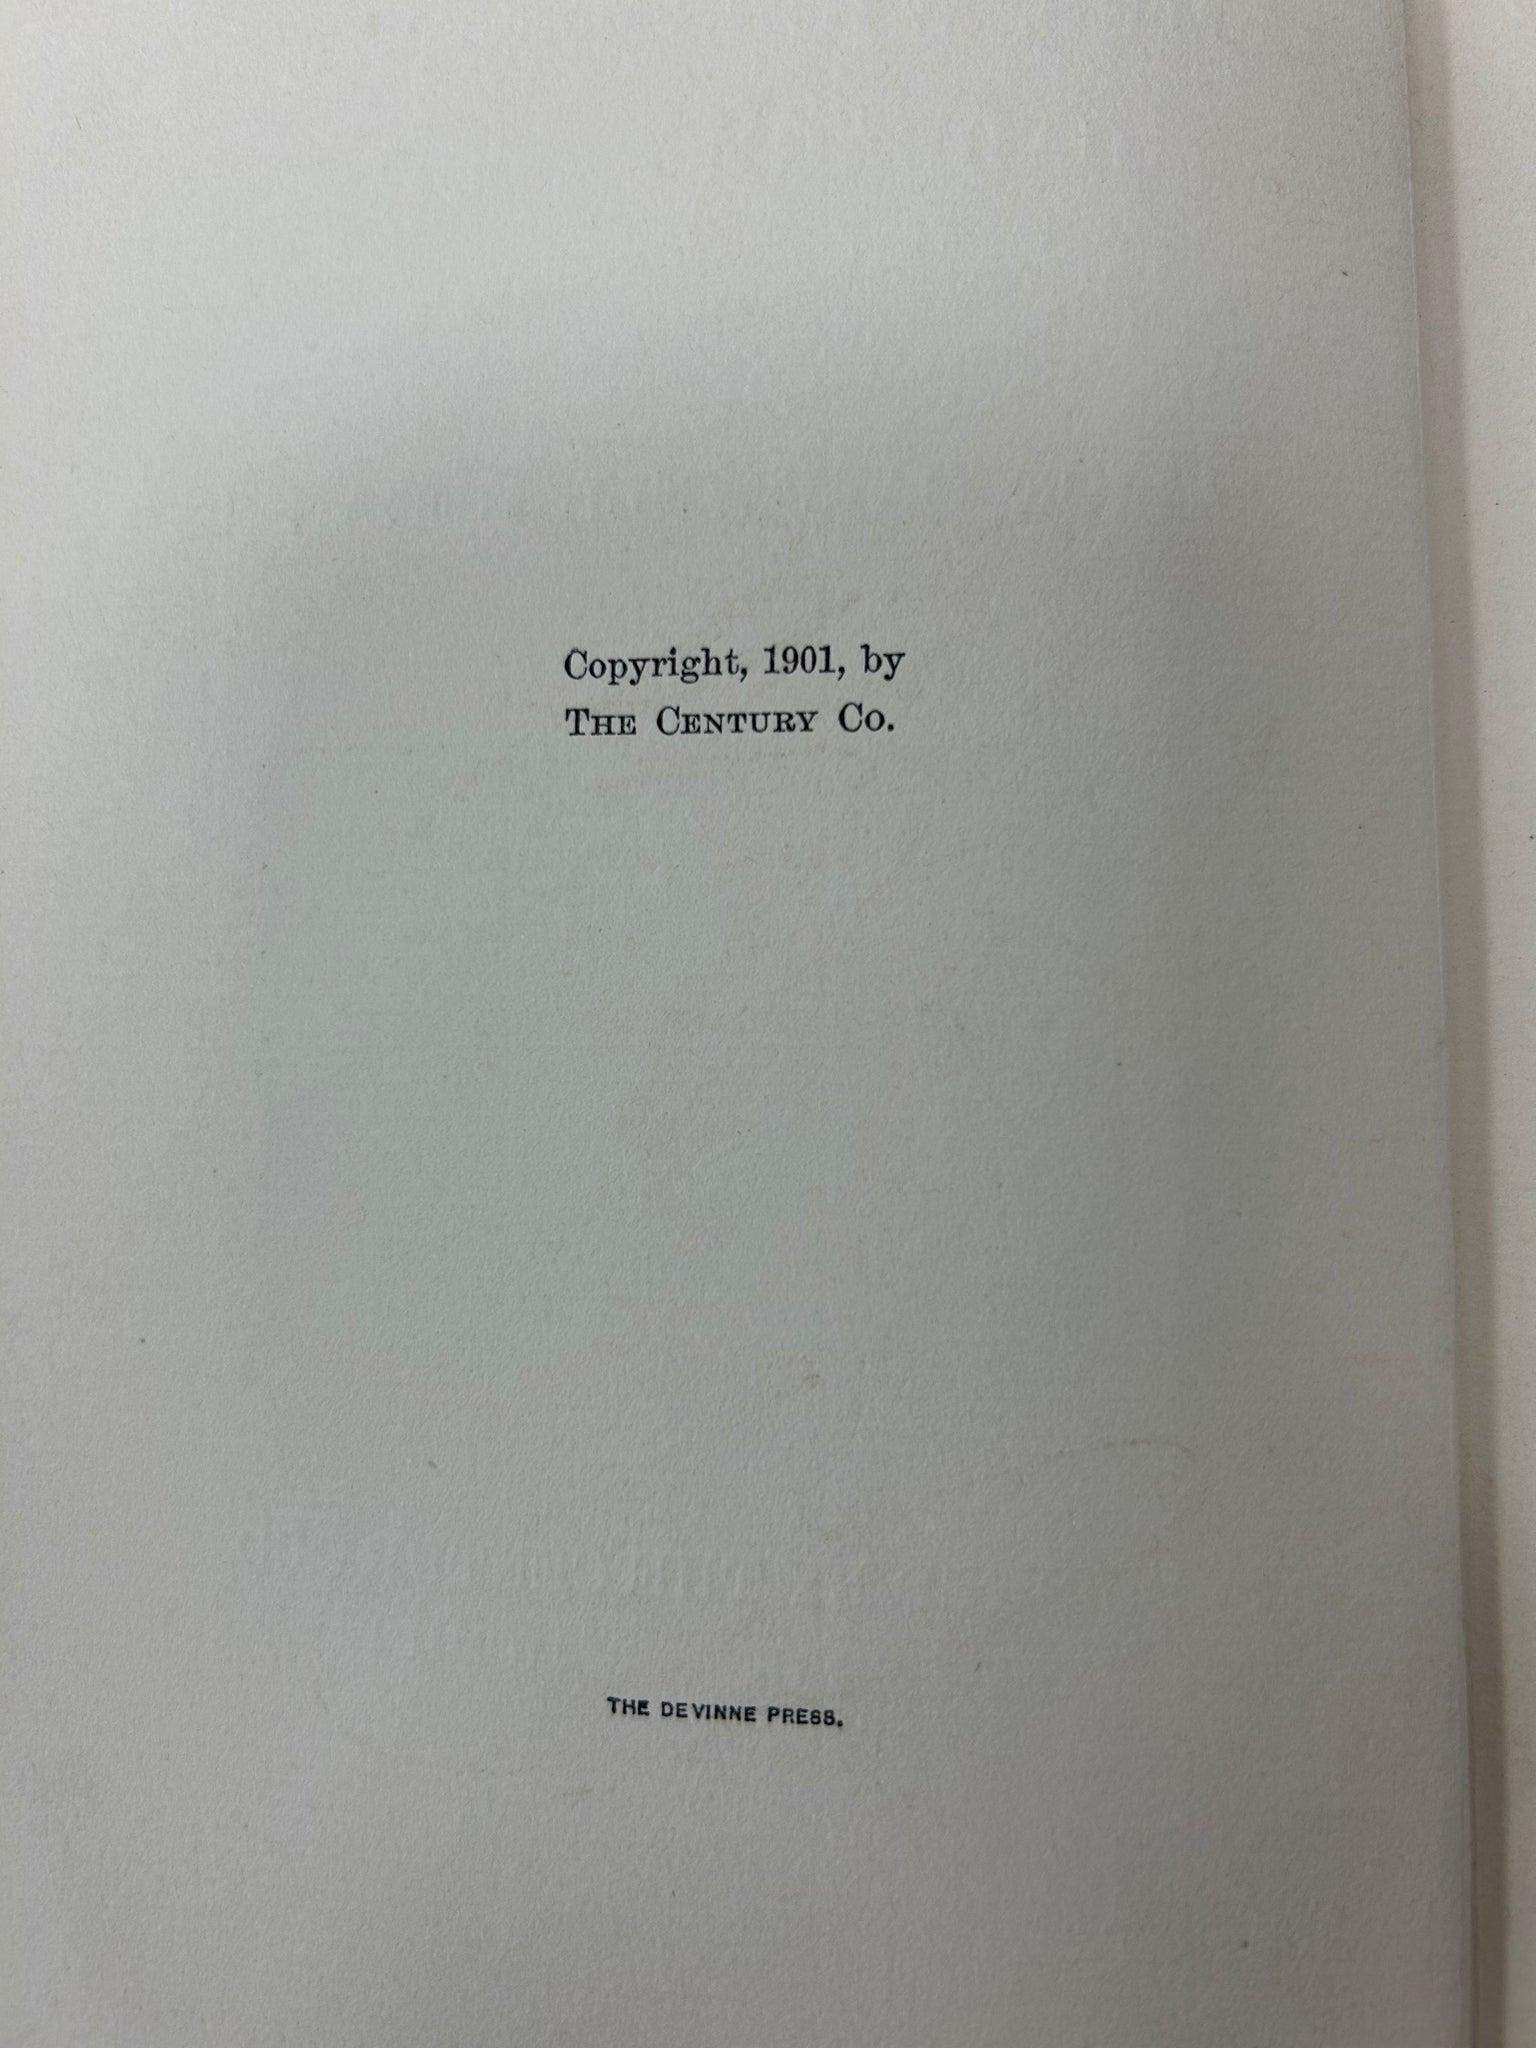 Copyright, 1901, by
THE CENTURY CO.
THE DEVINNE PRESS.